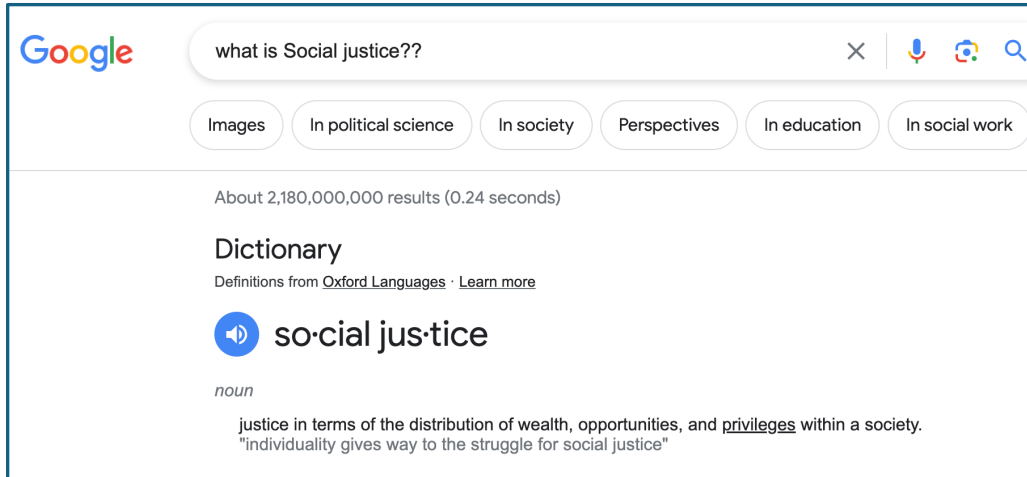 Google
what is Social justice??
Images
In political science
In society
Perspectives
In education
In social work
About 2,180,000,000 results (0.24 seconds)
Dictionary
Definitions from Oxford Languages · Learn more
so·cial jus·tice
noun
justice in terms of the distribution of wealth, opportunities, and privileges within a society.
"individuality gives way to the struggle for social justice"